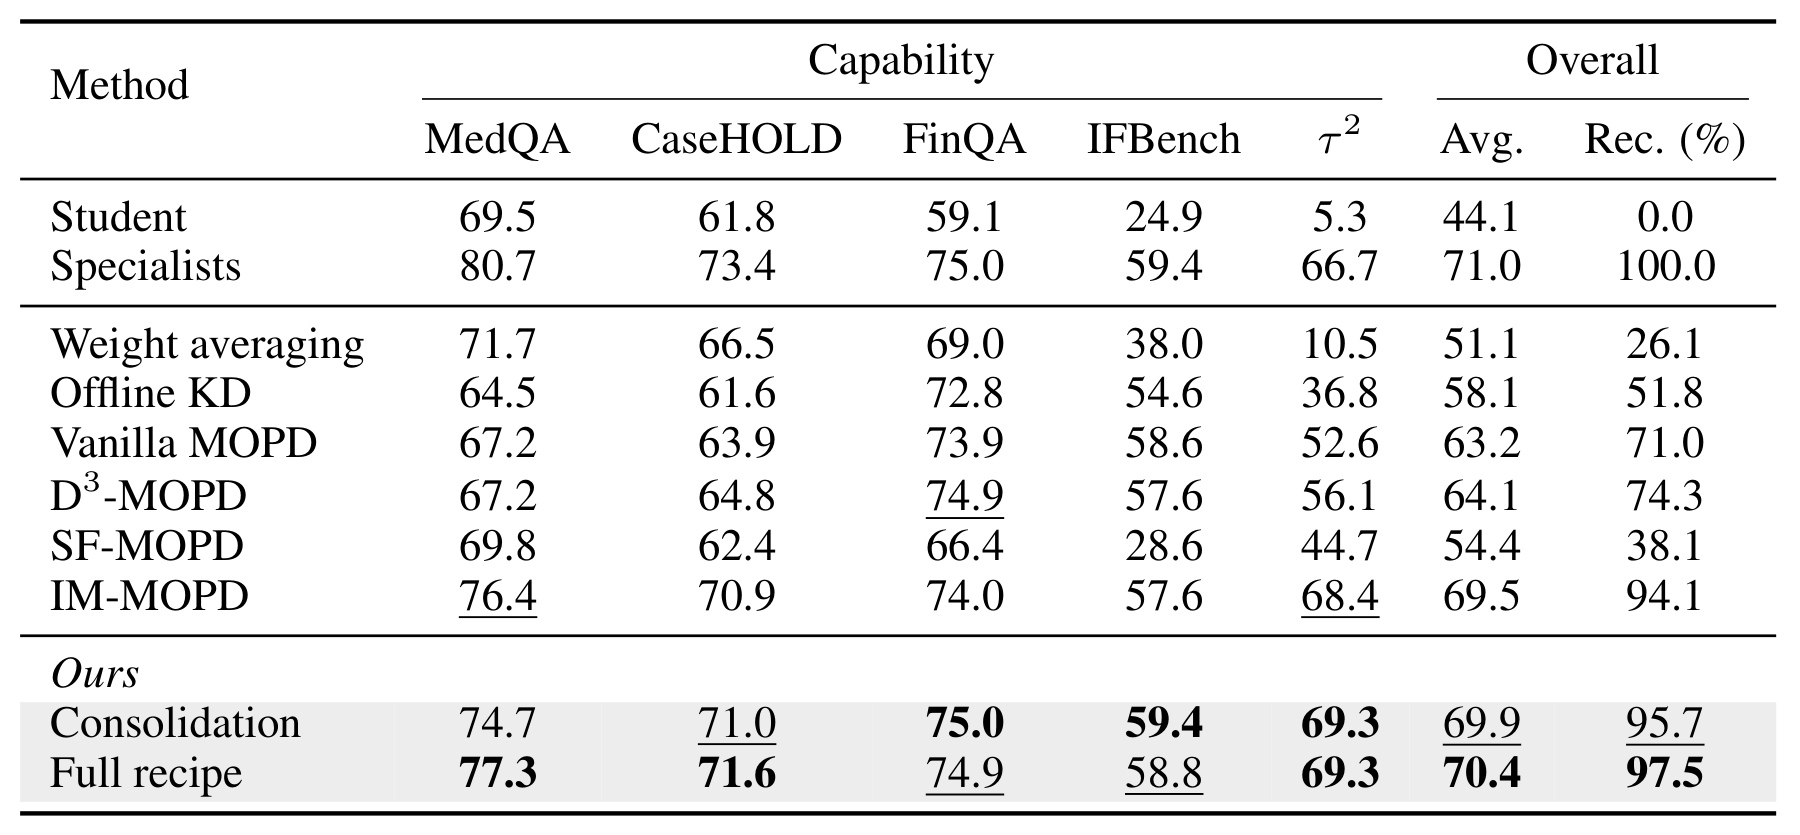 Method Capability Overall
MedQA CaseHOLD FinQA IFBench τ² Avg. Rec. (%)
Student 69.5 61.8 59.1 24.9 5.3 44.1 0.0
Specialists 80.7 73.4 75.0 59.4 66.7 71.0 100.0
Weight averaging 71.7 66.5 69.0 38.0 10.5 51.1 26.1
Offline KD 64.5 61.6 72.8 54.6 36.8 58.1 51.8
Vanilla MOPD 67.2 63.9 73.9 58.6 52.6 63.2 71.0
D³-MOPD 67.2 64.8 74.9 57.6 56.1 64.1 74.3
SF-MOPD 69.8 62.4 66.4 28.6 44.7 54.4 38.1
IM-MOPD 76.4 70.9 74.0 57.6 68.4 69.5 94.1
Ours
Consolidation 74.7 71.0 75.0 59.4 69.3 69.9 95.7
Full recipe 77.3 71.6 74.9 58.8 69.3 70.4 97.5